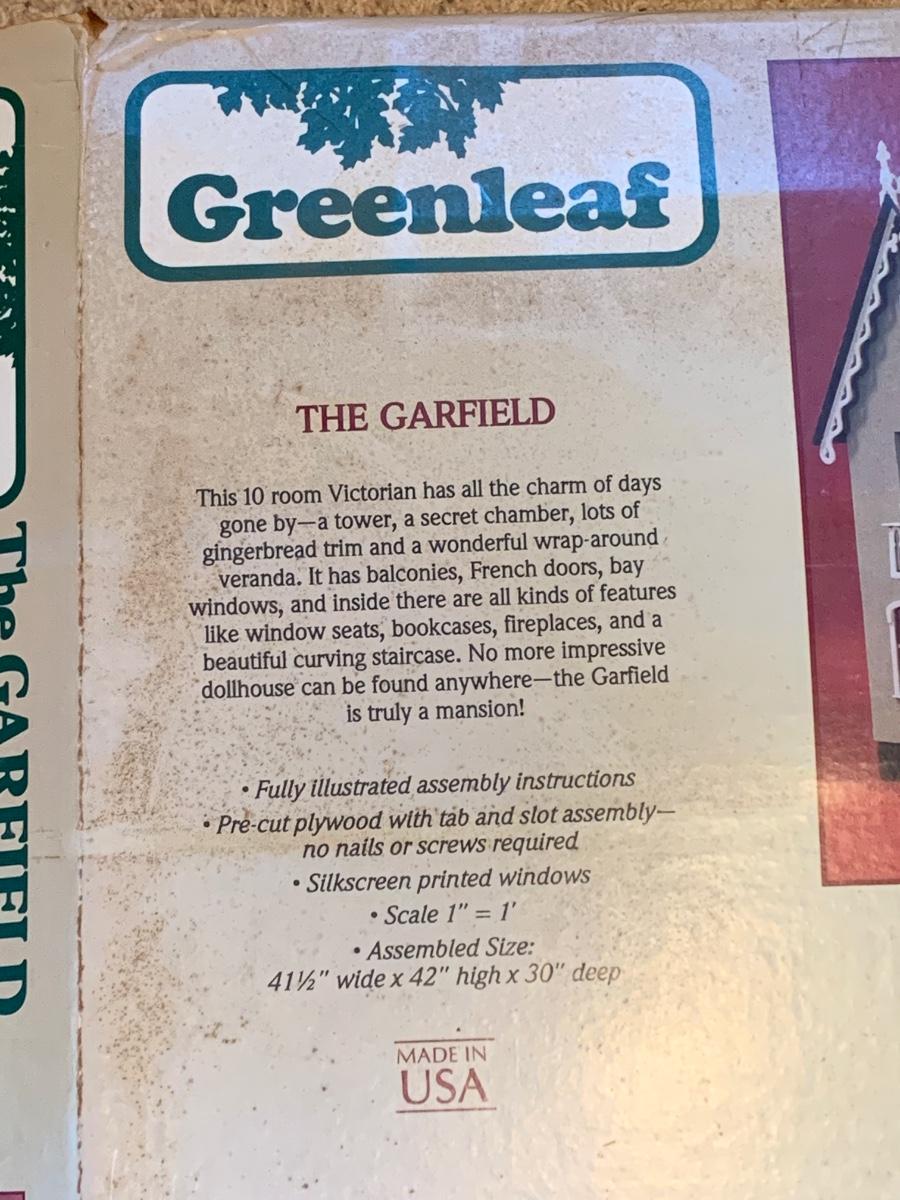 Greenleaf
THE GARFIELD
This 10 room Victorian has all the charm of days
gone by—a tower, a secret chamber, lots of
gingerbread trim and a wonderful wrap-around
veranda. It has balconies, French doors, bay
windows, and inside there are all kinds of features
like window seats, bookcases, fireplaces, and a
beautiful curving staircase. No more impressive
dollhouse can be found anywhere—the Garfield
is truly a mansion!
• Fully illustrated assembly instructions
• Pre-cut plywood with tab and slot assembly—
no nails or screws required
• Silkscreen printed windows
• Scale 1" = 1'
• Assembled Size:
41½" wide x 42" high x 30" deep
MADE IN
USA
The GARFIELD